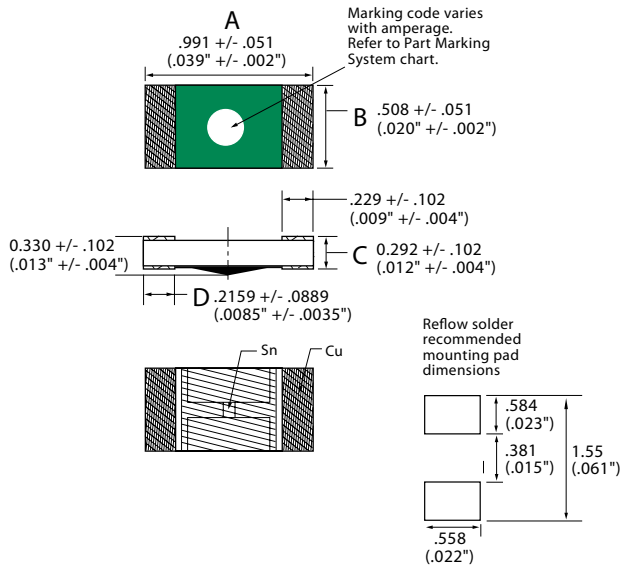 A
.991 +/- .051
(.039" +/- .002")
Marking code varies
with amperage.
Refer to Part Marking
System chart.
B
.508 +/- .051
(.020" +/- .002")
.229 +/- .102
(.009" +/- .004")
0.330 +/- .102
(.013" +/- .004")
C
0.292 +/- .102
(.012" +/- .004")
D
.2159 +/- .0889
(.0085" +/- .0035")
Sn
Cu
Reflow solder
recommended
mounting pad
dimensions
.584
(.023")
.381
(.015")
1.55
(.061")
.558
(.022")